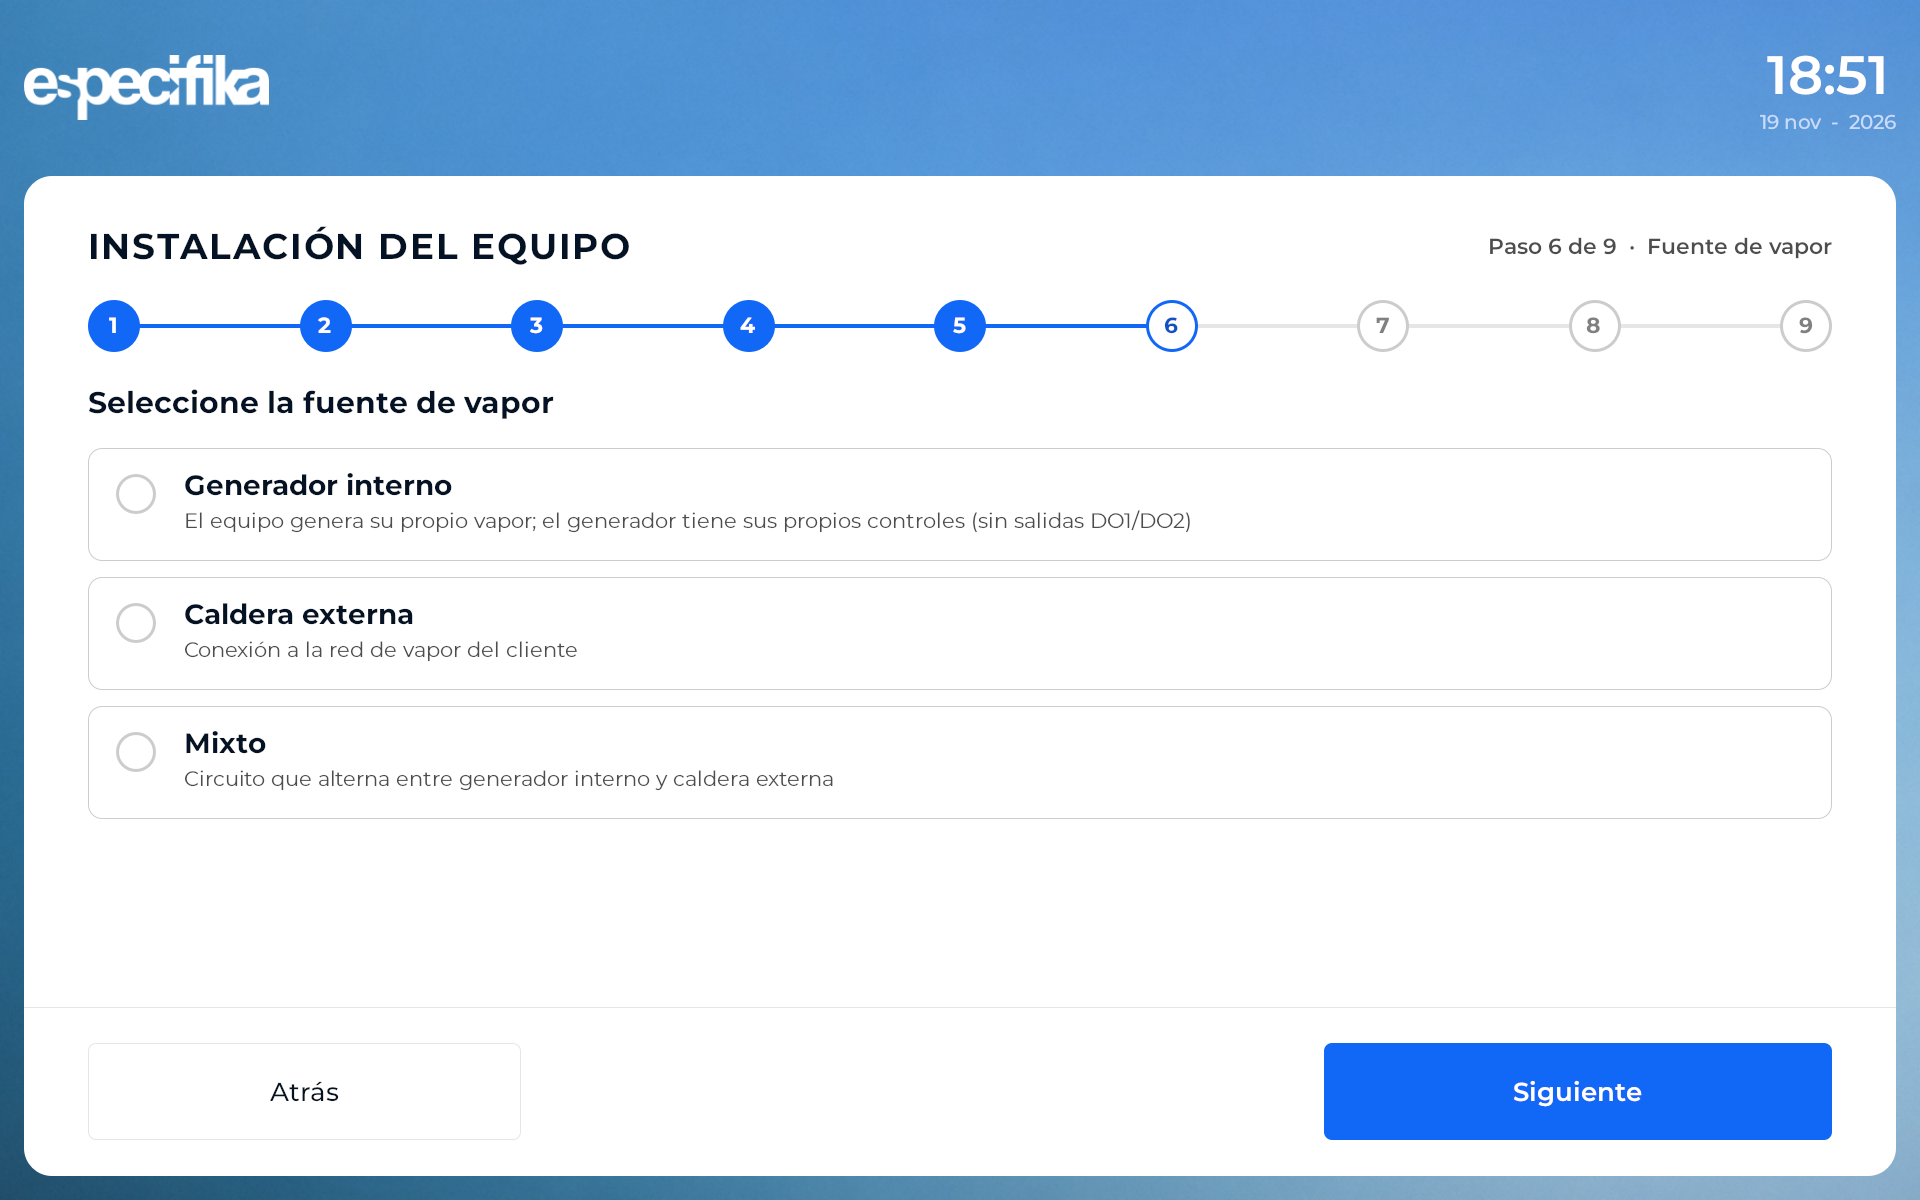 especifika
18:51
19 nov - 2026
INSTALACIÓN DEL EQUIPO
Paso 6 de 9 · Fuente de vapor
1 2 3 4 5 6 7 8 9
Seleccione la fuente de vapor
Generador interno
El equipo genera su propio vapor; el generador tiene sus propios controles (sin salidas DO1/DO2)
Caldera externa
Conexión a la red de vapor del cliente
Mixto
Circuito que alterna entre generador interno y caldera externa
Atrás
Siguiente